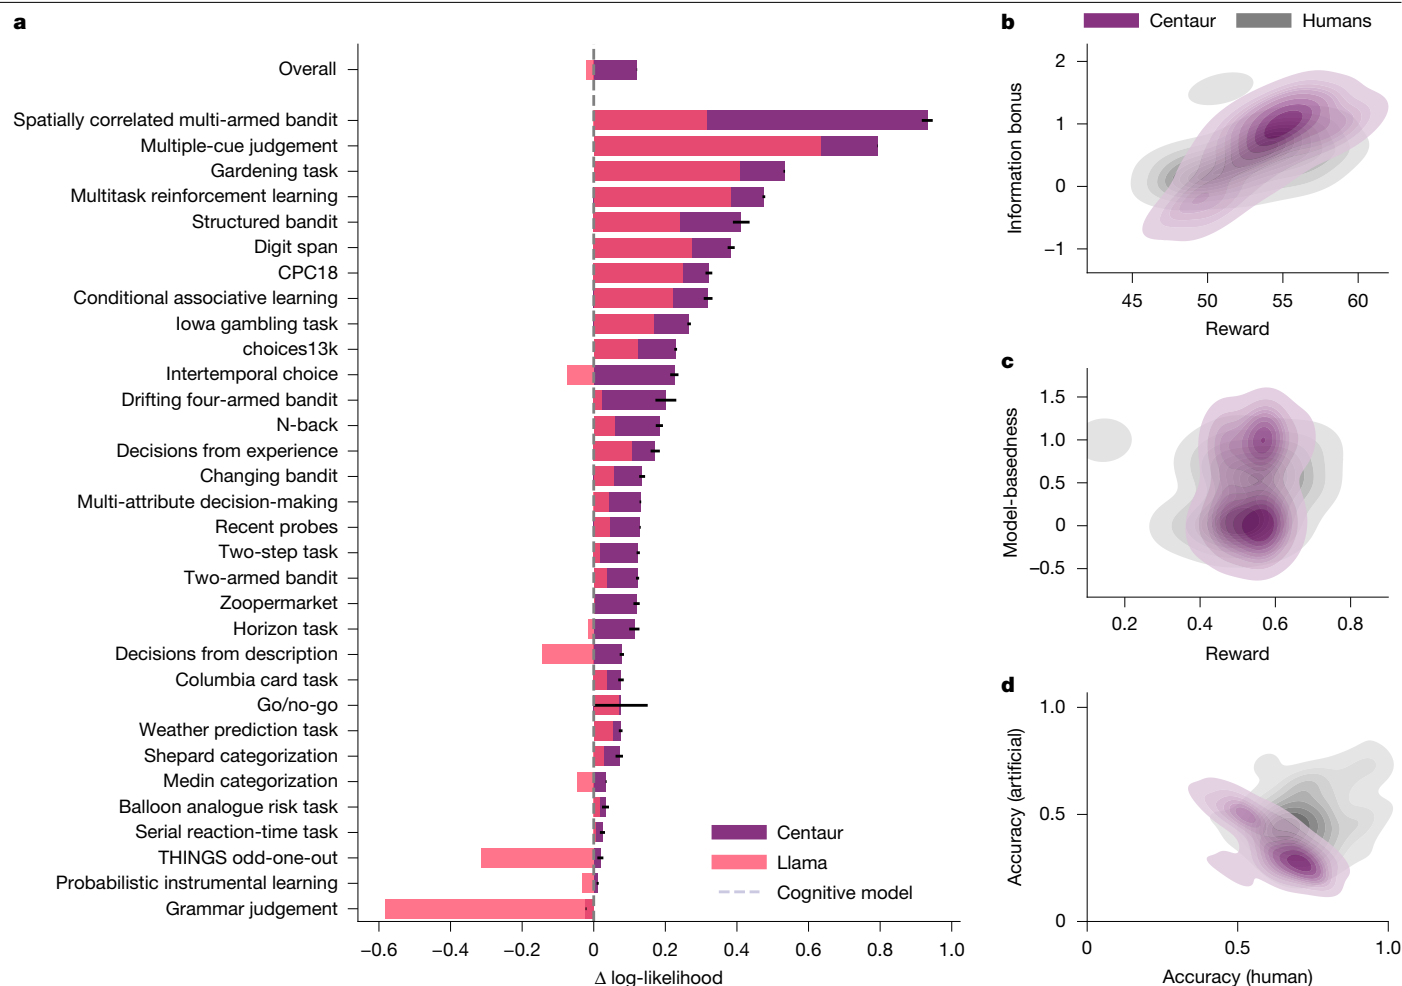 a
Overall
Spatially correlated multi-armed bandit
Multiple-cue judgement
Gardening task
Multitask reinforcement learning
Structured bandit
Digit span
CPC18
Conditional associative learning
Iowa gambling task
choices13k
Intertemporal choice
Drifting four-armed bandit
N-back
Decisions from experience
Changing bandit
Multi-attribute decision-making
Recent probes
Two-step task
Two-armed bandit
Zoopermarket
Horizon task
Decisions from description
Columbia card task
Go/no-go
Weather prediction task
Shepard categorization
Medin categorization
Balloon analogue risk task
Serial reaction-time task
THINGS odd-one-out
Probabilistic instrumental learning
Grammar judgement
Centaur
Llama
Cognitive model
−0.6 −0.4 −0.2 0 0.2 0.4 0.6 0.8 1.0
Δ log-likelihood
b
Centaur Humans
Information bonus
2
1
0
−1
45 50 55 60
Reward
c
Model-basedness
1.5
1.0
0.5
0
−0.5
0.2 0.4 0.6 0.8
Reward
d
Accuracy (artificial)
1.0
0.5
0
0 0.5 1.0
Accuracy (human)